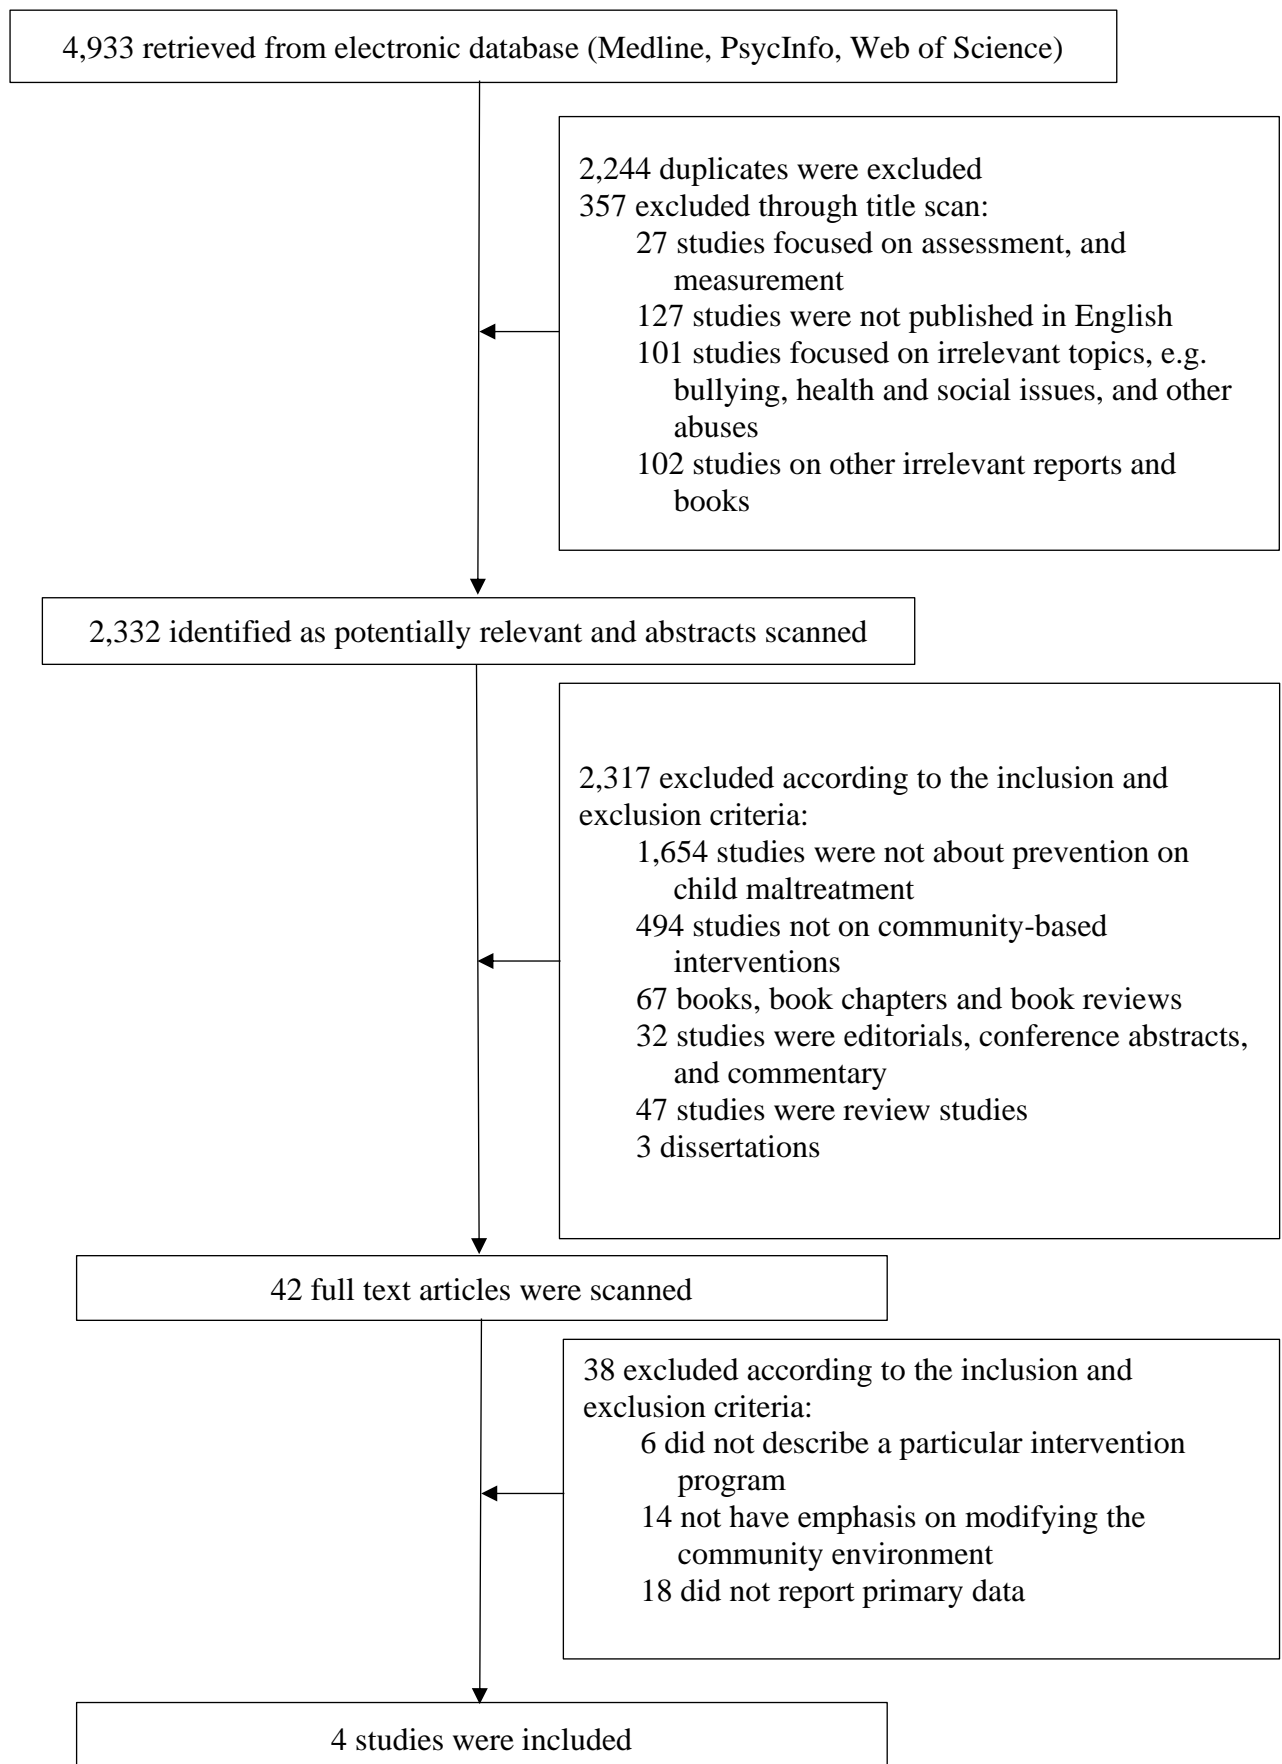 4,933 retrieved from electronic database (Medline, PsycInfo, Web of Science)
2,244 duplicates were excluded
357 excluded through title scan:
27 studies focused on assessment, and
measurement
127 studies were not published in English
101 studies focused on irrelevant topics, e.g.
bullying, health and social issues, and other
abuses
102 studies on other irrelevant reports and
books
2,332 identified as potentially relevant and abstracts scanned
2,317 excluded according to the inclusion and
exclusion criteria:
1,654 studies were not about prevention on
child maltreatment
494 studies not on community-based
interventions
67 books, book chapters and book reviews
32 studies were editorials, conference abstracts,
and commentary
47 studies were review studies
3 dissertations
42 full text articles were scanned
38 excluded according to the inclusion and
exclusion criteria:
6 did not describe a particular intervention
program
14 not have emphasis on modifying the
community environment
18 did not report primary data
4 studies were included